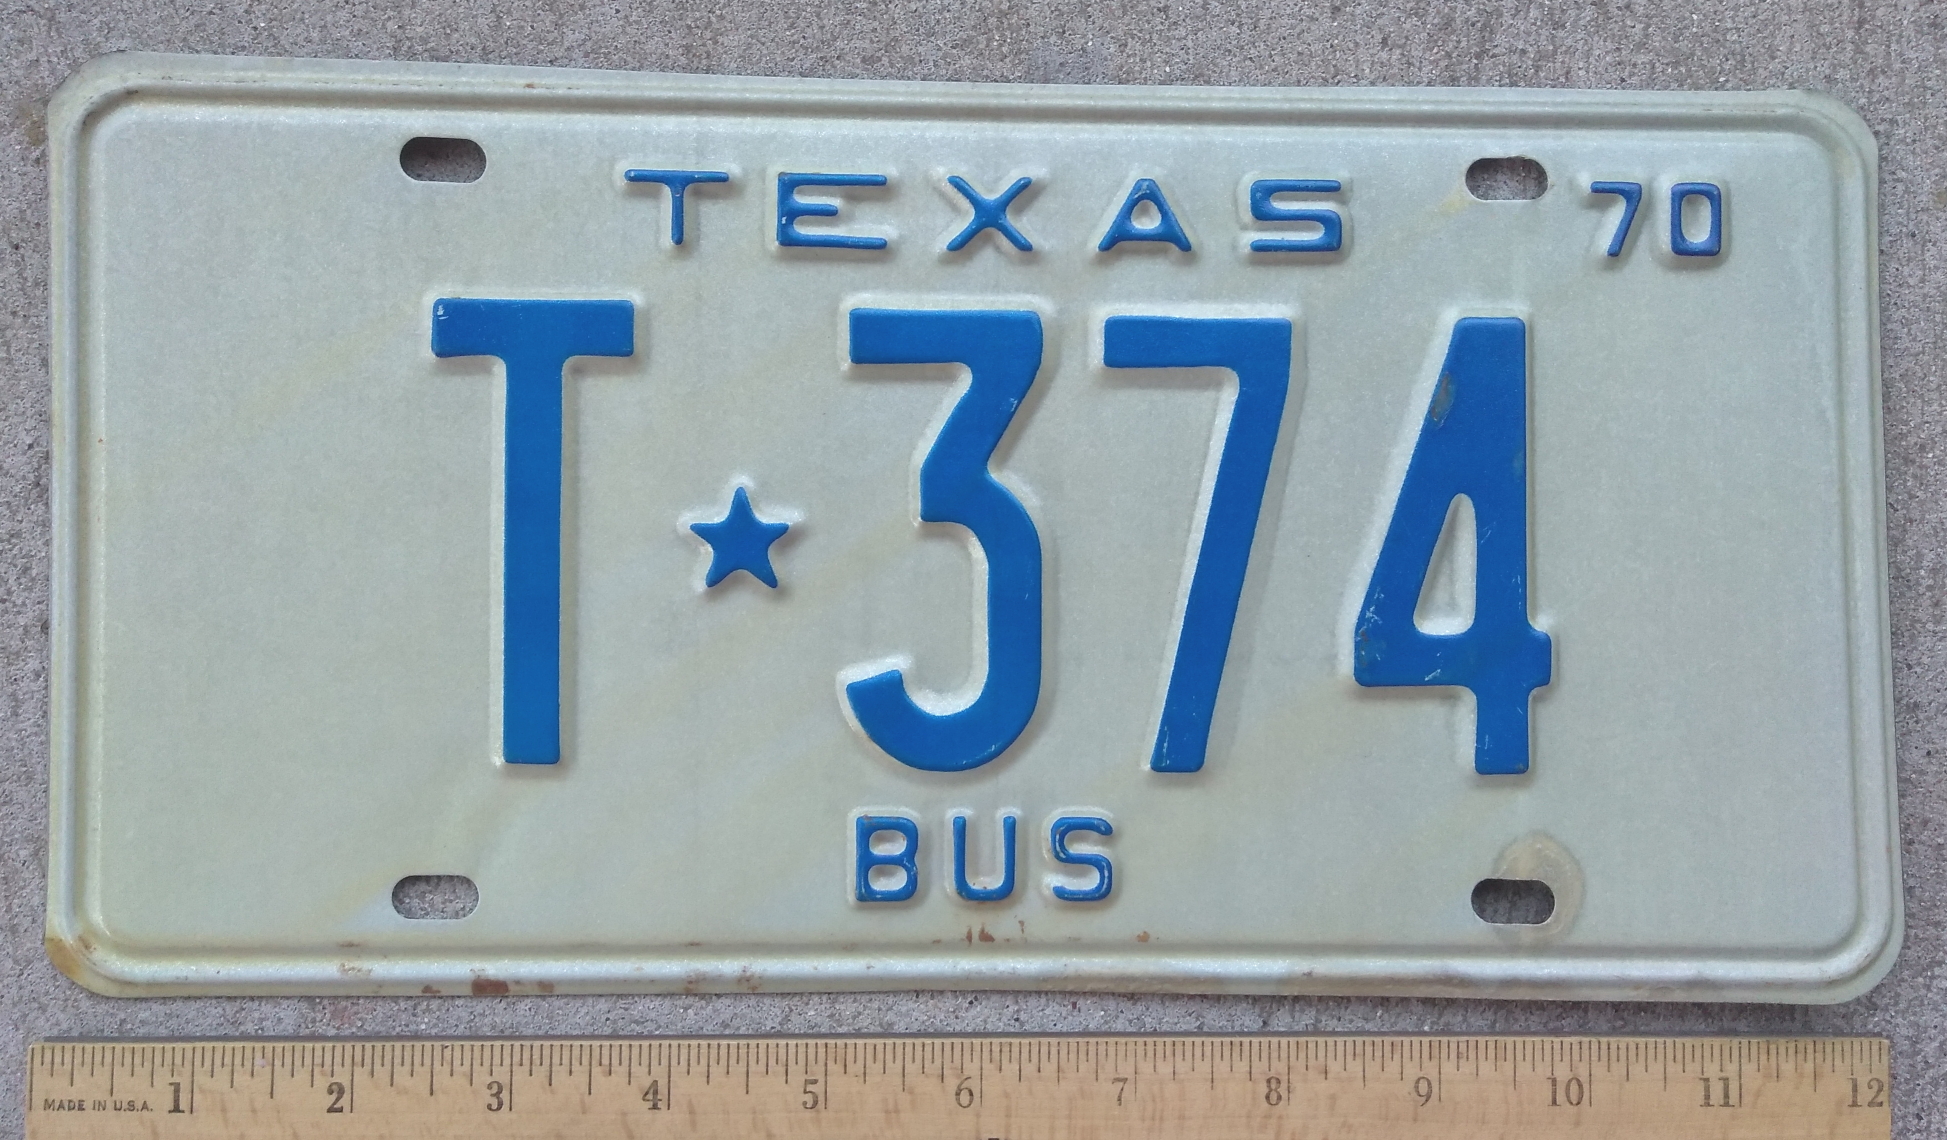 TEXAS 70
T★374
BUS
1 2 3 4 5 6 7 8 9 10 11 12
MADE IN U.S.A.